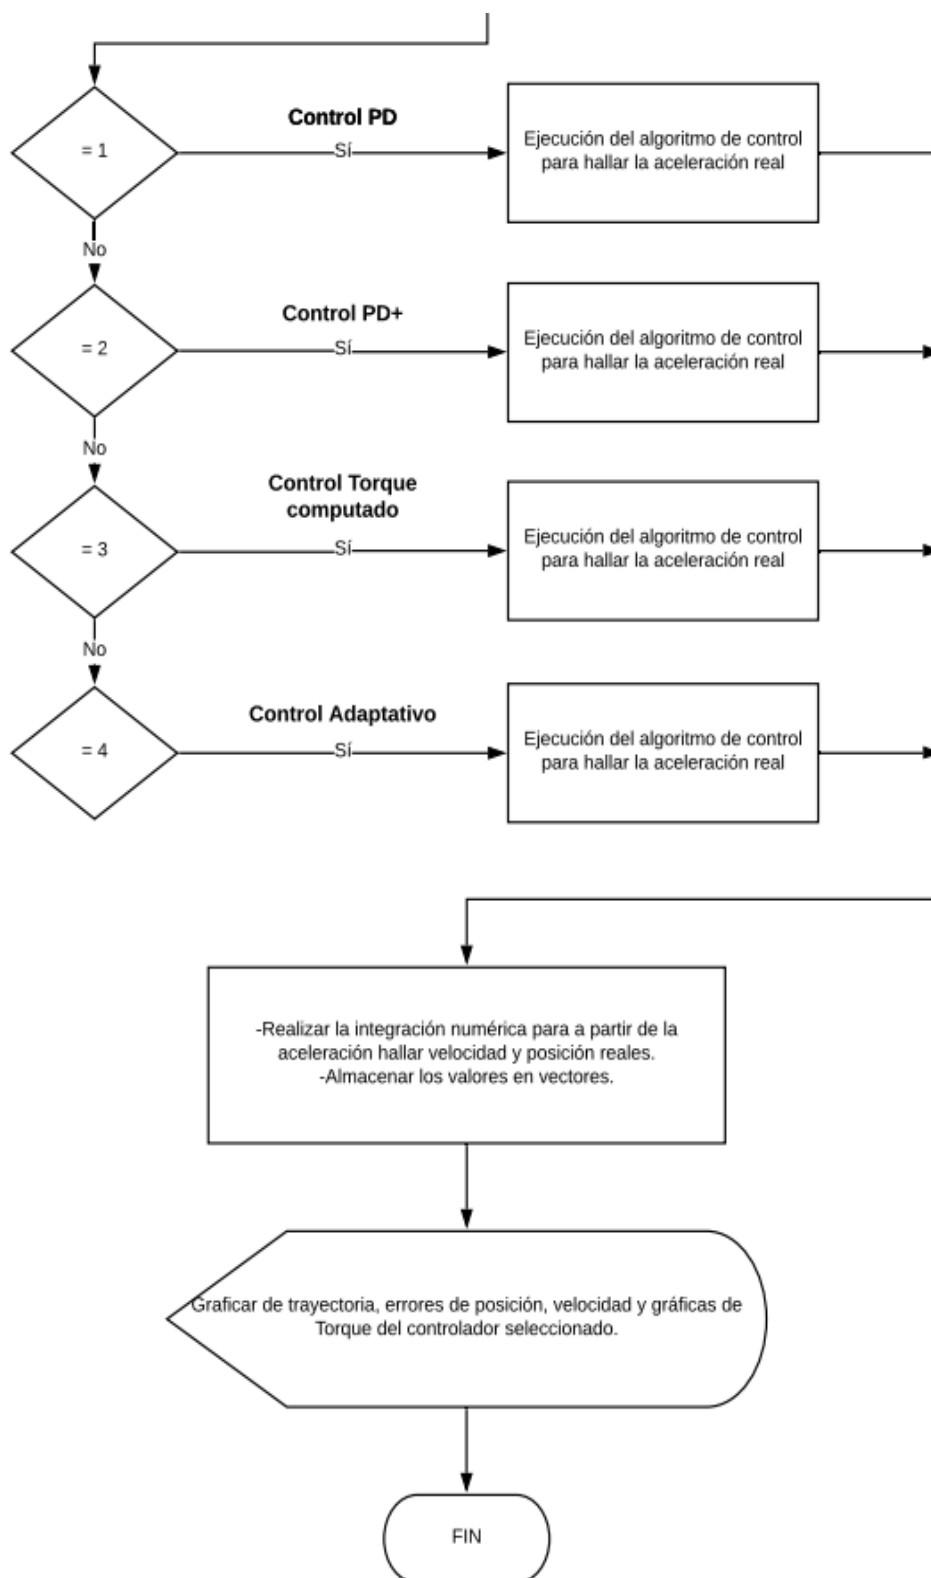 Control PD
= 1
Sí
Ejecución del algoritmo de control
para hallar la aceleración real
No
Control PD+
= 2
Sí
Ejecución del algoritmo de control
para hallar la aceleración real
No
Control Torque
computado
= 3
Sí
Ejecución del algoritmo de control
para hallar la aceleración real
No
Control Adaptativo
= 4
Sí
Ejecución del algoritmo de control
para hallar la aceleración real
-Realizar la integración numérica para a partir de la
aceleración hallar velocidad y posición reales.
-Almacenar los valores en vectores.
Graficar de trayectoria, errores de posición, velocidad y gráficas de
Torque del controlador seleccionado.
FIN